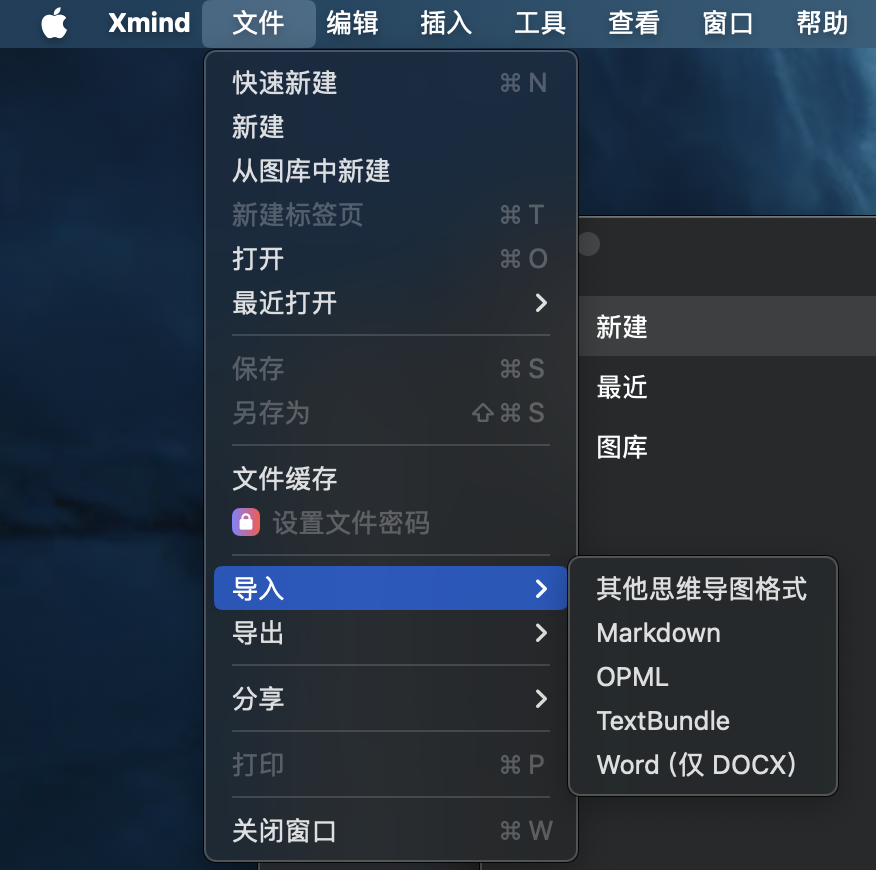 Xmind 文件 编辑 插入 工具 查看 窗口 帮助
快速新建 ⌘ N
新建
从图库中新建
新建标签页 ⌘ T
打开 ⌘ O
最近打开
保存 ⌘ S
另存为 ⇧ ⌘ S
文件缓存
设置文件密码
导入
导出
分享
打印 ⌘ P
关闭窗口 ⌘ W
新建
最近
图库
其他思维导图格式
Markdown
OPML
TextBundle
Word (仅 DOCX)